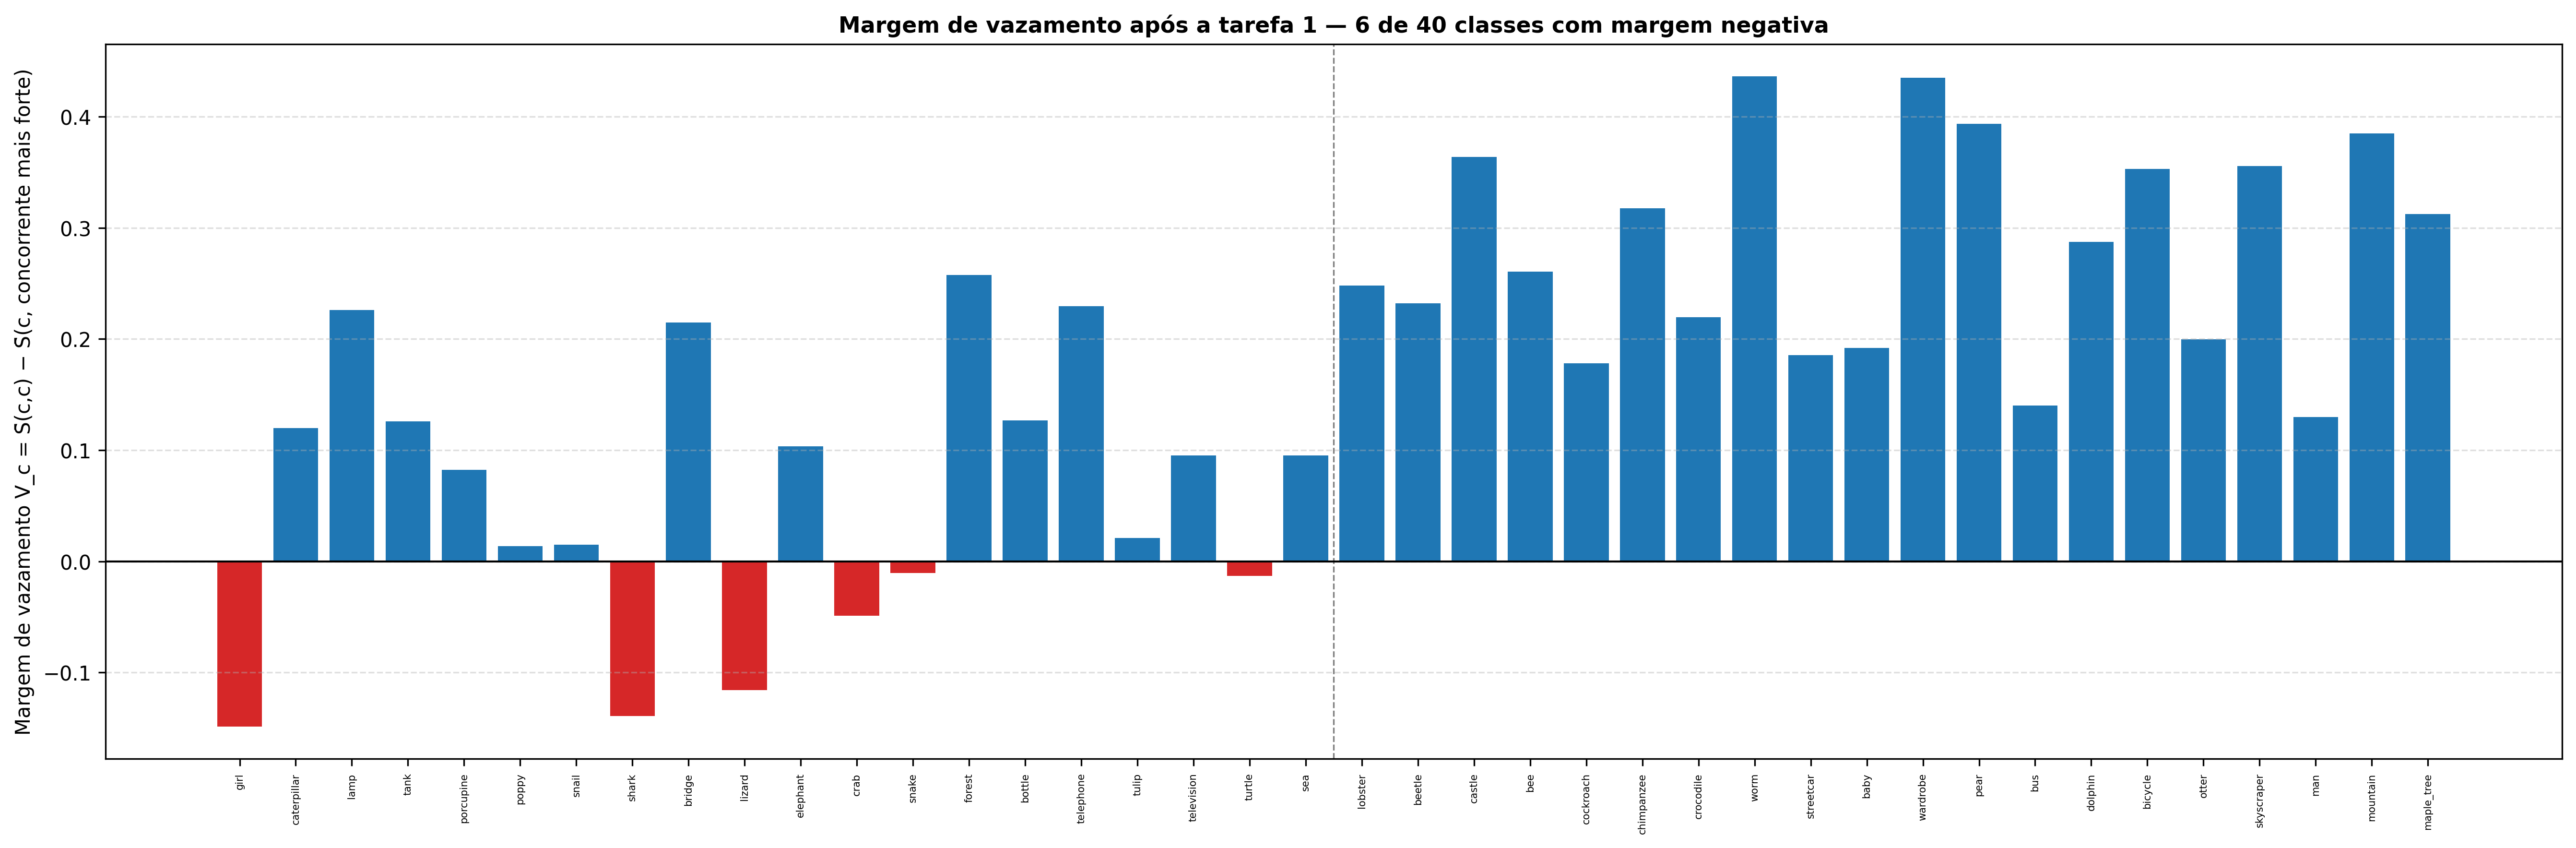 Margem de vazamento após a tarefa 1 — 6 de 40 classes com margem negativa
Margem de vazamento V_c = S(c,c) − S(c, concorrente mais forte)
0.4
0.3
0.2
0.1
0.0
−0.1
girl
caterpillar
lamp
tank
porcupine
poppy
snail
shark
bridge
lizard
elephant
crab
snake
forest
bottle
telephone
tulip
television
turtle
sea
lobster
beetle
castle
bee
cockroach
chimpanzee
crocodile
worm
streetcar
baby
wardrobe
pear
bus
dolphin
bicycle
otter
skyscraper
man
mountain
maple_tree